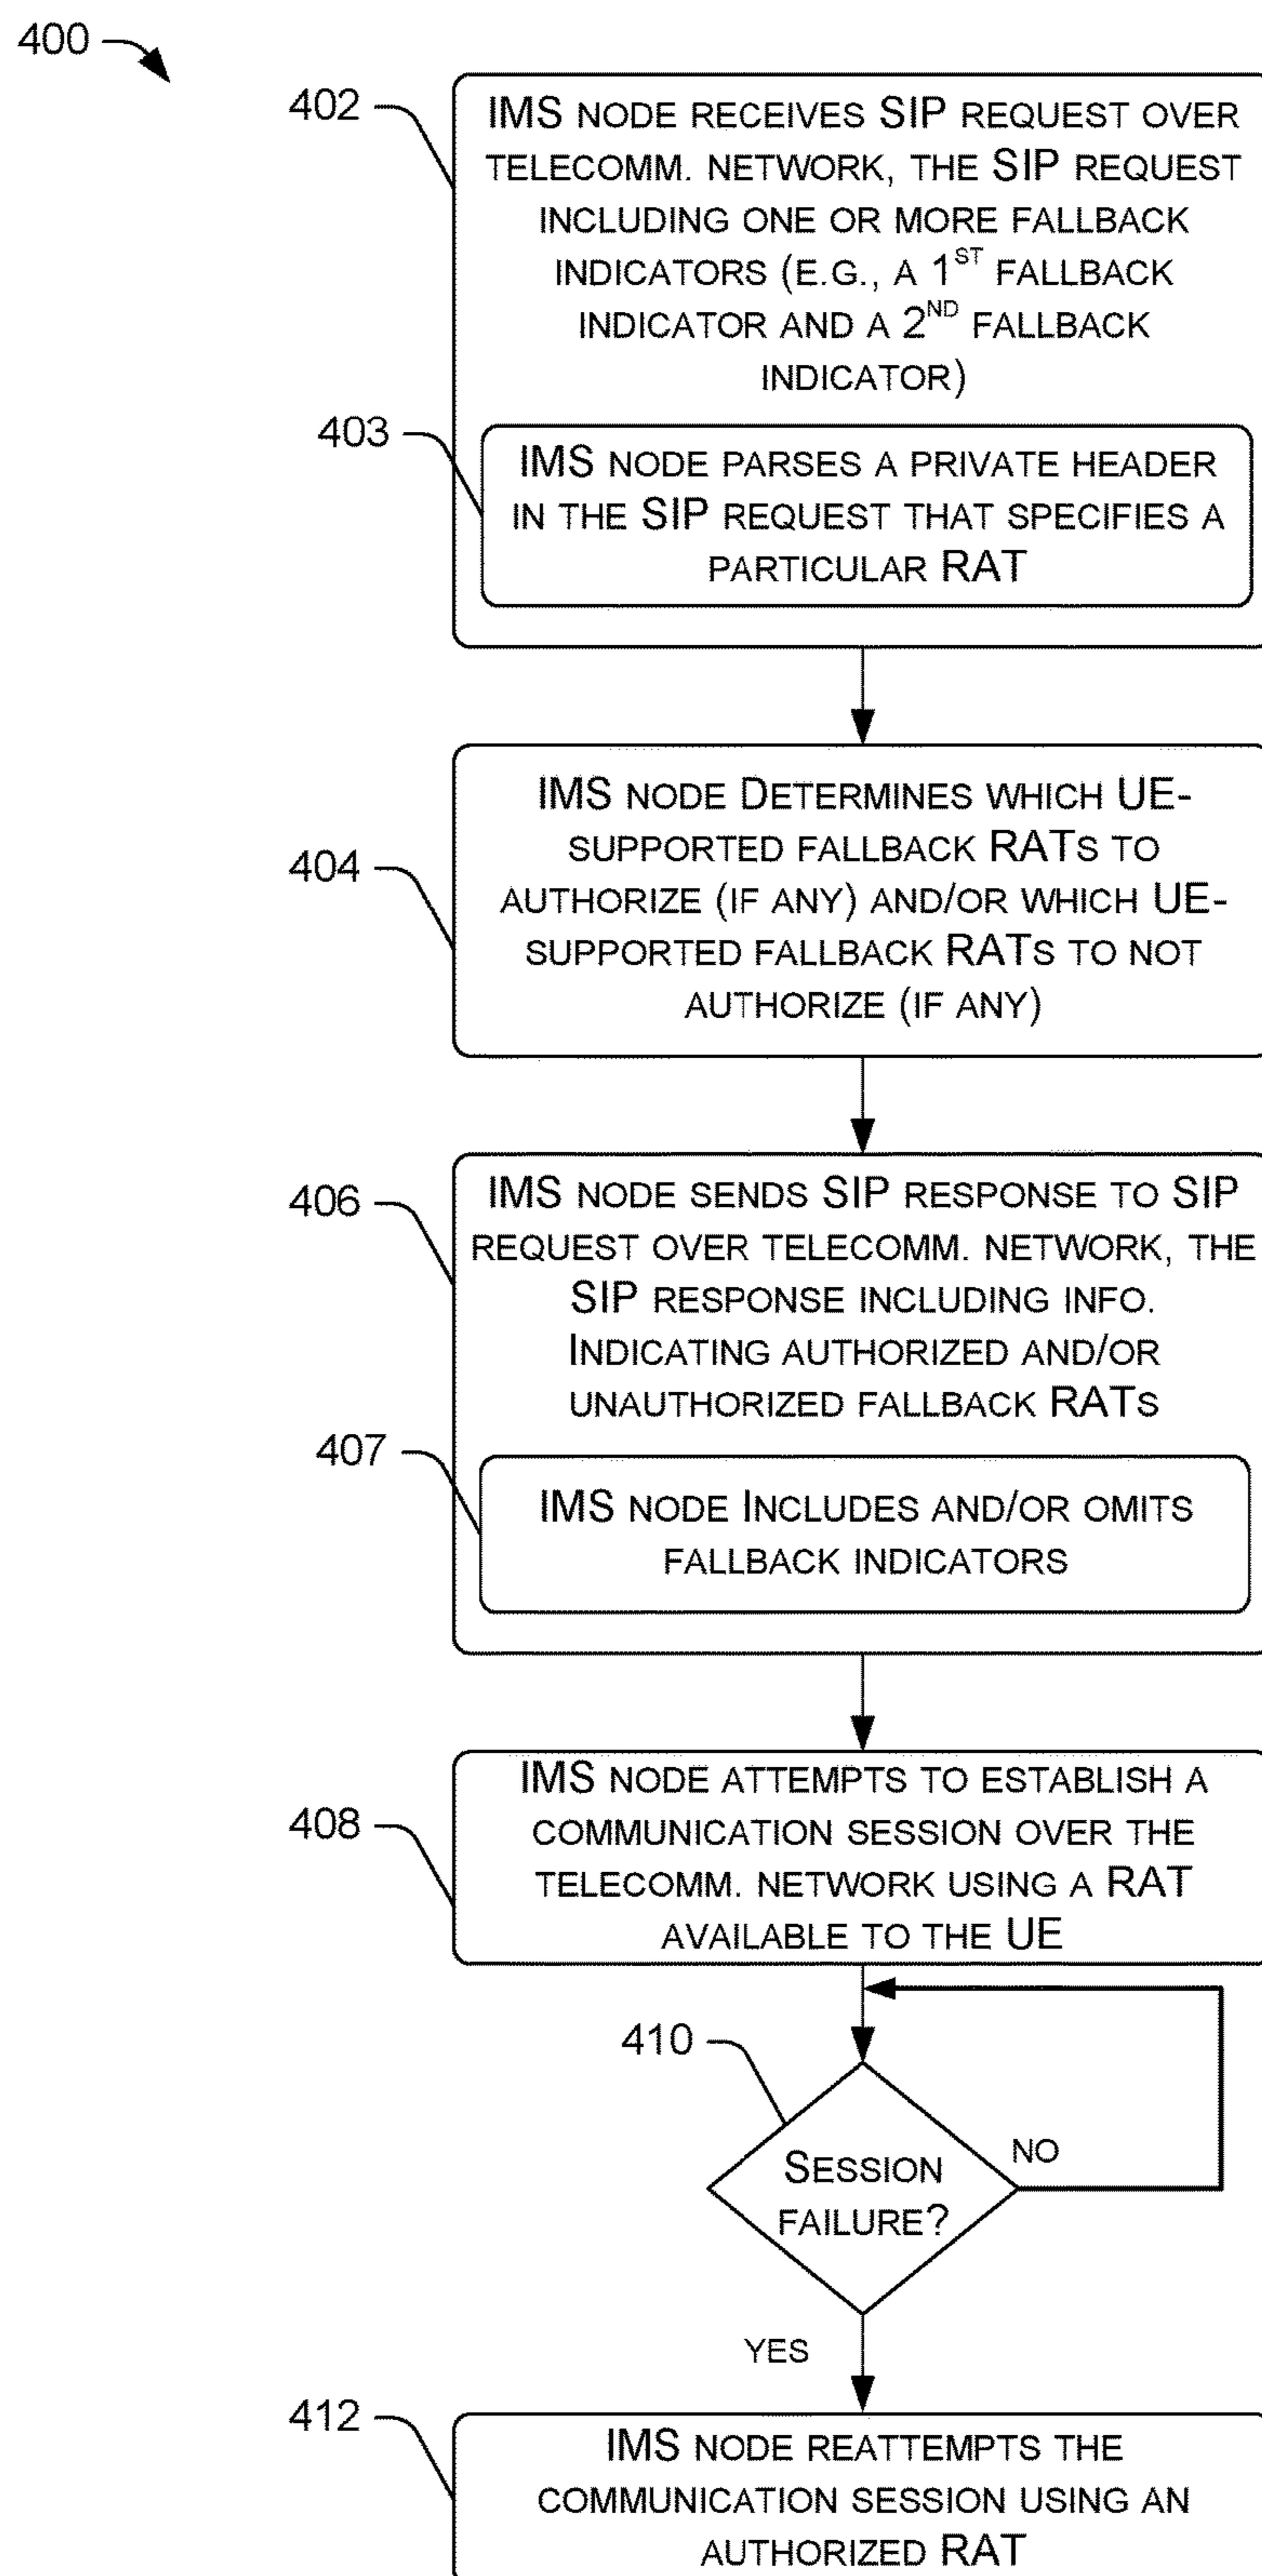 400
402
IMS NODE RECEIVES SIP REQUEST OVER
TELECOMM. NETWORK, THE SIP REQUEST
INCLUDING ONE OR MORE FALLBACK
INDICATORS (E.G., A 1ST FALLBACK
INDICATOR AND A 2ND FALLBACK
INDICATOR)
403
IMS NODE PARSES A PRIVATE HEADER
IN THE SIP REQUEST THAT SPECIFIES A
PARTICULAR RAT
404
IMS NODE DETERMINES WHICH UE-
SUPPORTED FALLBACK RATS TO
AUTHORIZE (IF ANY) AND/OR WHICH UE-
SUPPORTED FALLBACK RATS TO NOT
AUTHORIZE (IF ANY)
406
IMS NODE SENDS SIP RESPONSE TO SIP
REQUEST OVER TELECOMM. NETWORK, THE
SIP RESPONSE INCLUDING INFO.
INDICATING AUTHORIZED AND/OR
UNAUTHORIZED FALLBACK RATS
407
IMS NODE INCLUDES AND/OR OMITS
FALLBACK INDICATORS
408
IMS NODE ATTEMPTS TO ESTABLISH A
COMMUNICATION SESSION OVER THE
TELECOMM. NETWORK USING A RAT
AVAILABLE TO THE UE
410
SESSION
FAILURE?
NO
YES
412
IMS NODE REATTEMPTS THE
COMMUNICATION SESSION USING AN
AUTHORIZED RAT